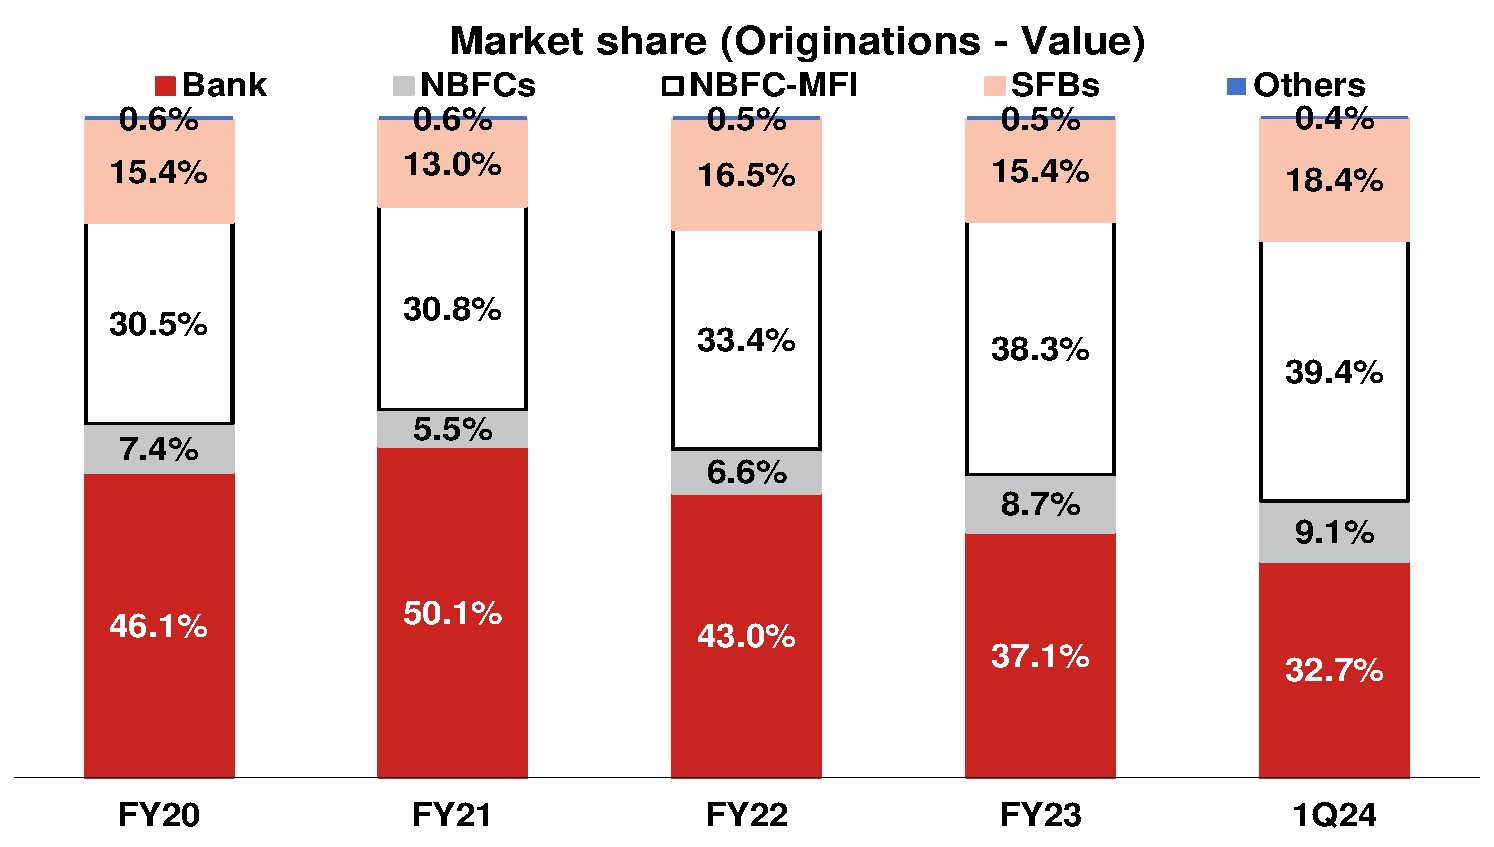 Market share (Originations - Value)
Bank NBFCs NBFC-MFI SFBs Others
0.6% 0.6% 0.5% 0.5% 0.4%
15.4% 13.0% 16.5% 15.4% 18.4%
30.5% 30.8% 33.4% 38.3% 39.4%
7.4% 5.5% 6.6% 8.7% 9.1%
46.1% 50.1% 43.0% 37.1% 32.7%
FY20 FY21 FY22 FY23 1Q24